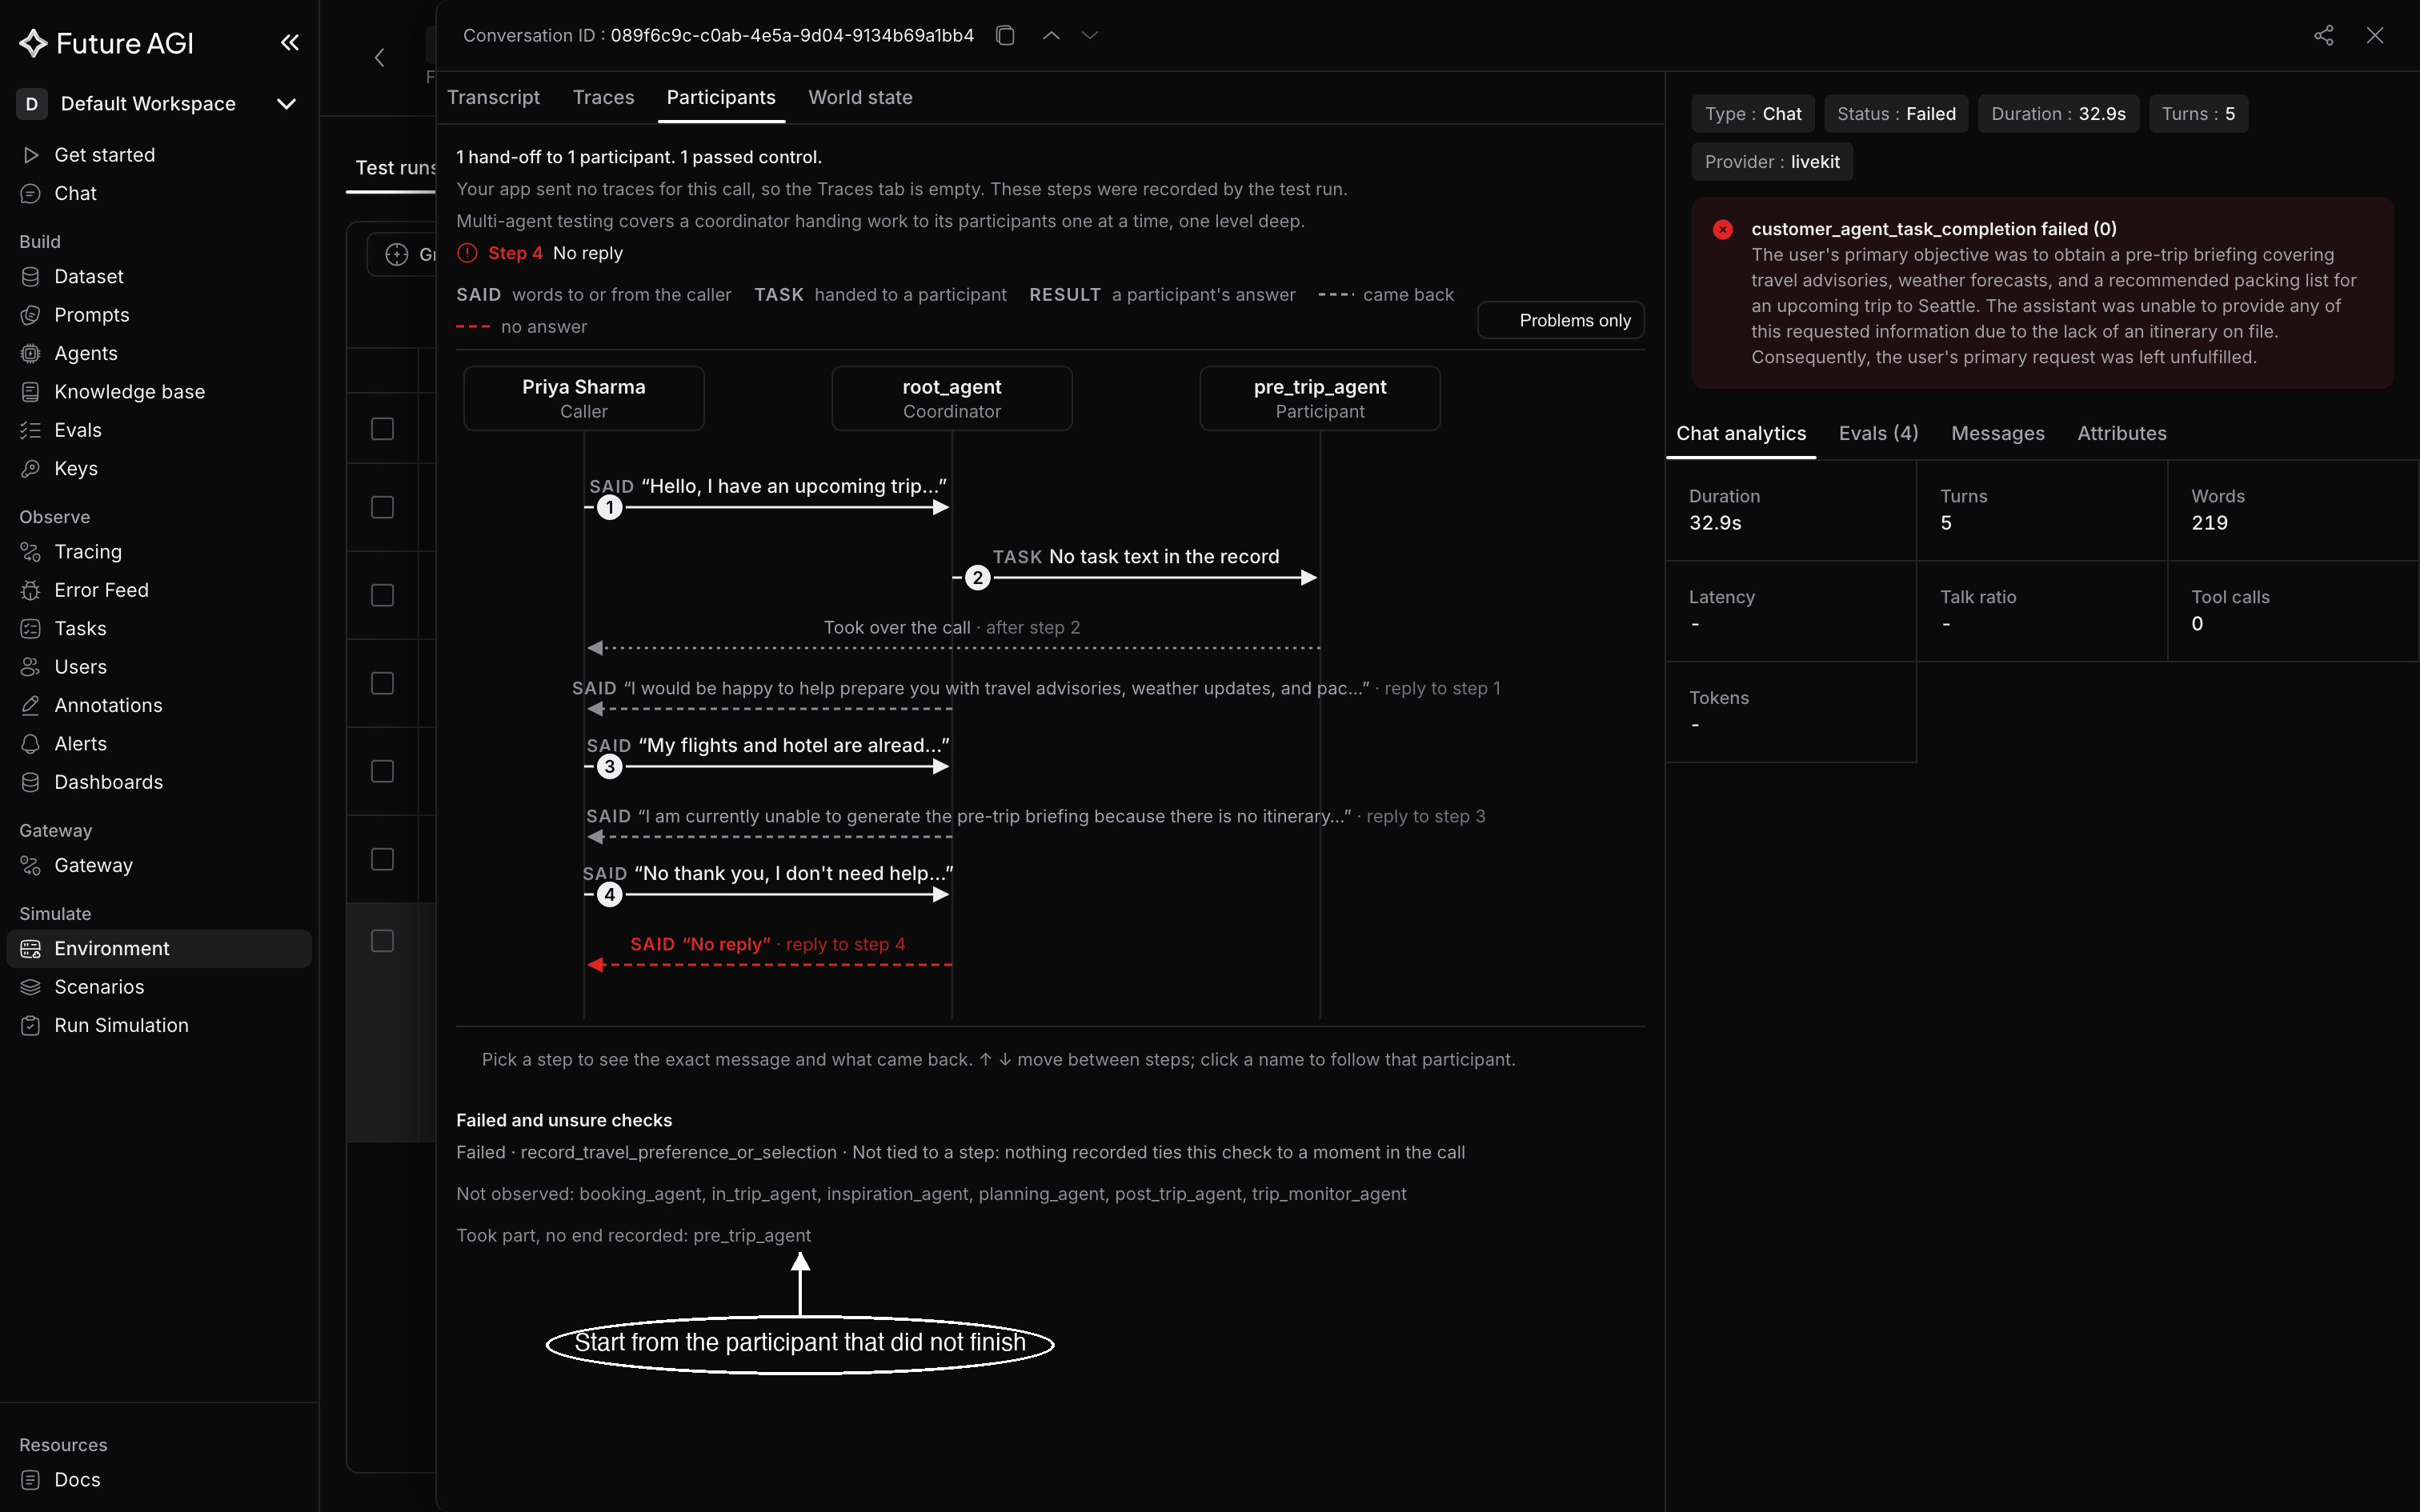 Future AGI
D Default Workspace
Get started
Chat
Build
Dataset
Prompts
Agents
Knowledge base
Evals
Keys
Observe
Tracing
Error Feed
Tasks
Users
Annotations
Alerts
Dashboards
Gateway
Gateway
Simulate
Environment
Scenarios
Run Simulation
Resources
Docs
Test runs
Conversation ID : 089f6c9c-c0ab-4e5a-9d04-9134b69a1bb4
Transcript Traces Participants World state
1 hand-off to 1 participant. 1 passed control.
Your app sent no traces for this call, so the Traces tab is empty. These steps were recorded by the test run.
Multi-agent testing covers a coordinator handing work to its participants one at a time, one level deep.
Step 4 No reply
SAID words to or from the caller TASK handed to a participant RESULT a participant's answer came back
no answer
Problems only
Priya Sharma
Caller
root_agent
Coordinator
pre_trip_agent
Participant
SAID “Hello, I have an upcoming trip...”
1
TASK No task text in the record
2
Took over the call · after step 2
SAID “I would be happy to help prepare you with travel advisories, weather updates, and pac...” · reply to step 1
SAID “My flights and hotel are alread...”
3
SAID “I am currently unable to generate the pre-trip briefing because there is no itinerary...” · reply to step 3
SAID “No thank you, I don't need help...”
4
SAID “No reply” · reply to step 4
Pick a step to see the exact message and what came back. ↑ ↓ move between steps; click a name to follow that participant.
Failed and unsure checks
Failed · record_travel_preference_or_selection · Not tied to a step: nothing recorded ties this check to a moment in the call
Not observed: booking_agent, in_trip_agent, inspiration_agent, planning_agent, post_trip_agent, trip_monitor_agent
Took part, no end recorded: pre_trip_agent
Start from the participant that did not finish
Type : Chat Status : Failed Duration : 32.9s Turns : 5
Provider : livekit
customer_agent_task_completion failed (0)
The user's primary objective was to obtain a pre-trip briefing covering
travel advisories, weather forecasts, and a recommended packing list for
an upcoming trip to Seattle. The assistant was unable to provide any of
this requested information due to the lack of an itinerary on file.
Consequently, the user's primary request was left unfulfilled.
Chat analytics Evals (4) Messages Attributes
Duration Turns Words
32.9s 5 219
Latency Talk ratio Tool calls
- - 0
Tokens
-